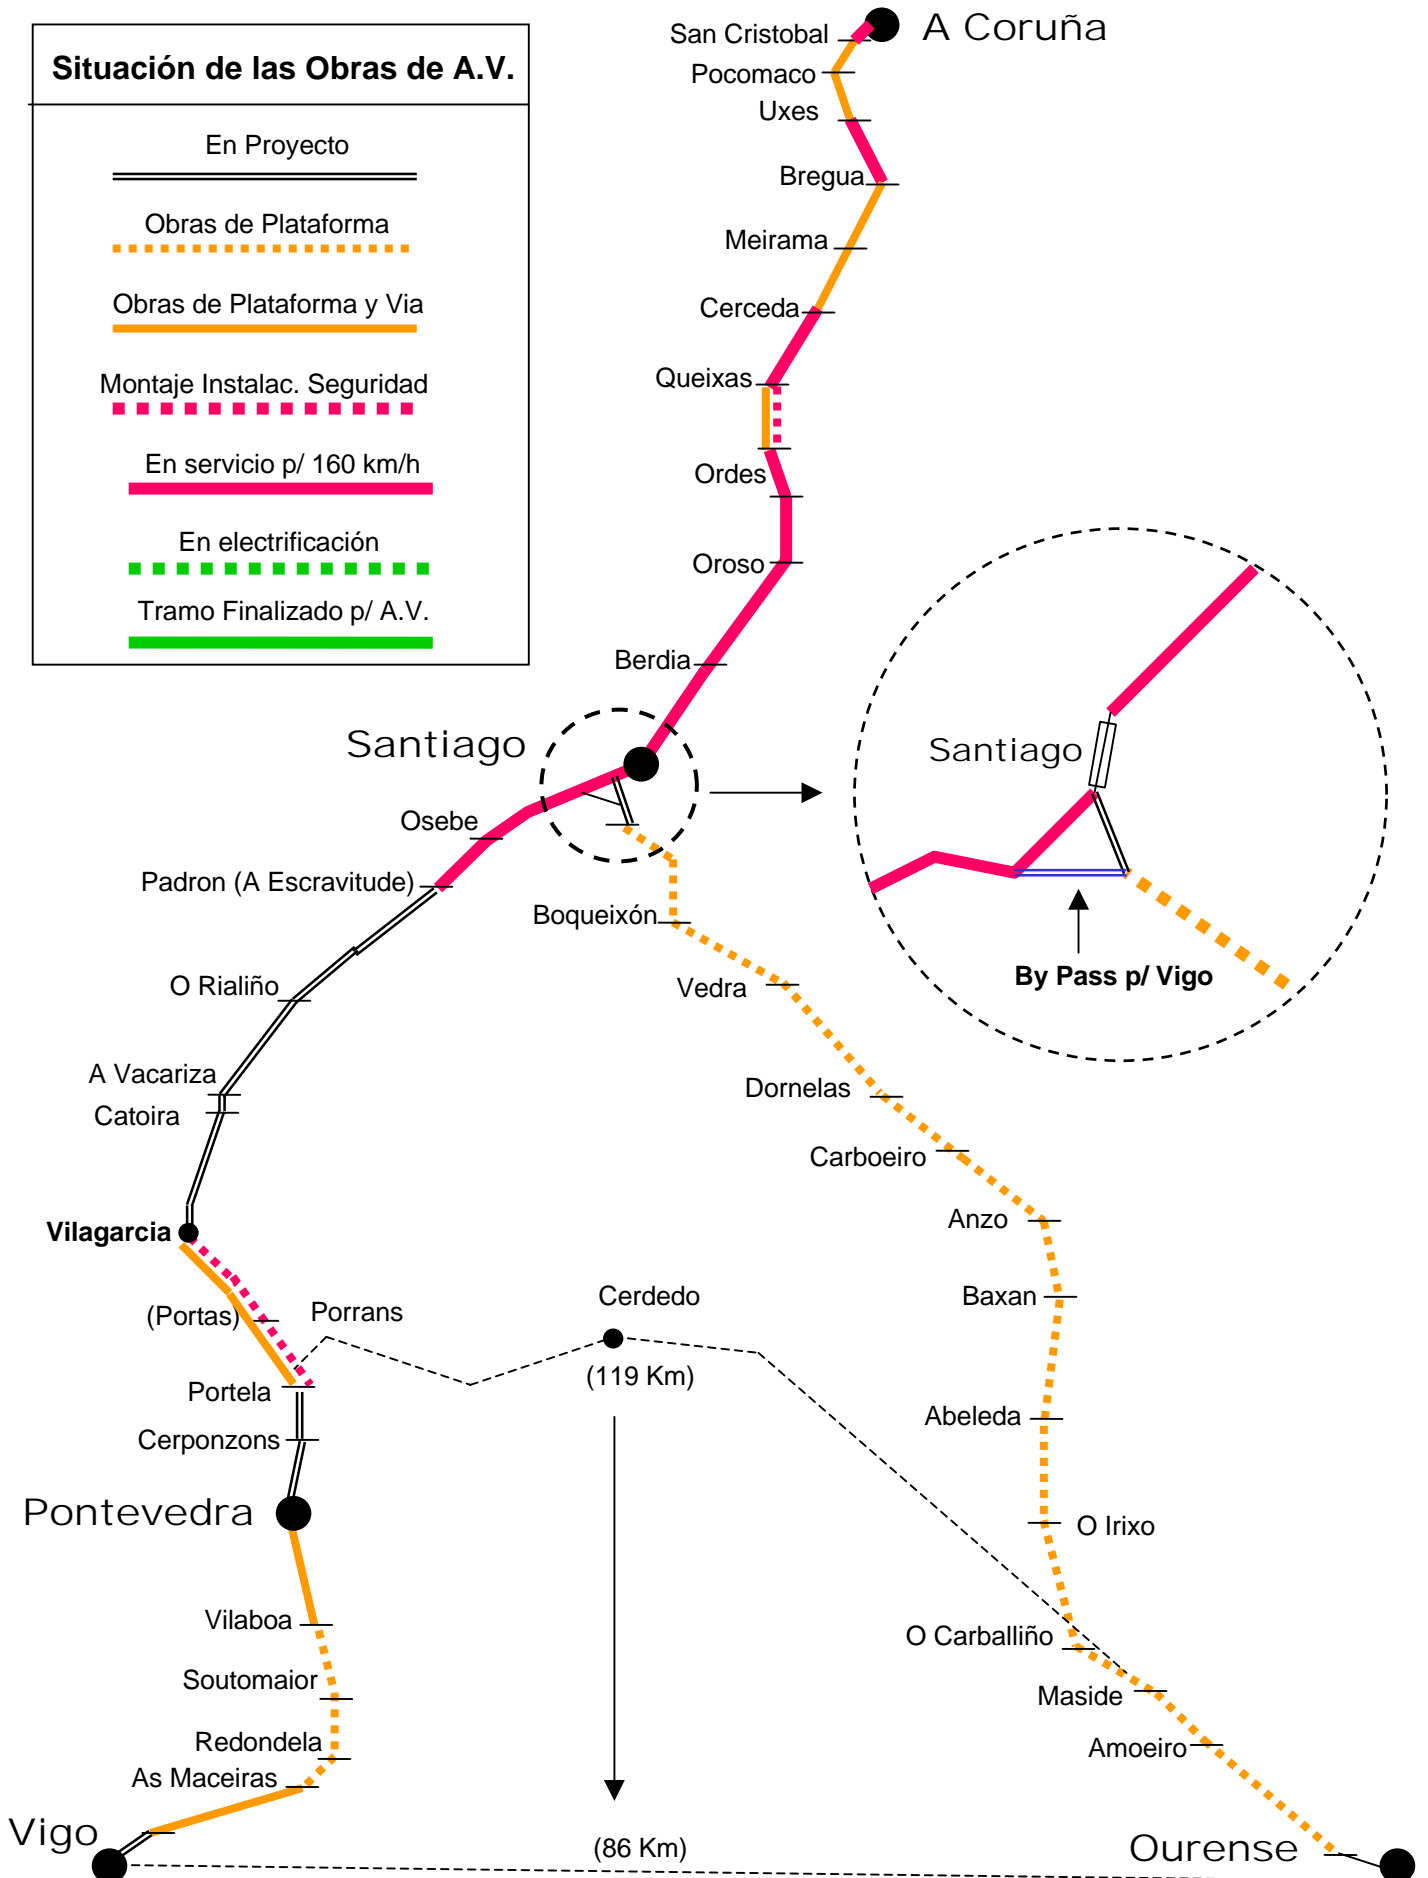 Situación de las Obras de A.V.
En Proyecto
Obras de Plataforma
Obras de Plataforma y Via
Montaje Instalac. Seguridad
En servicio p/ 160 km/h
En electrificación
Tramo Finalizado p/ A.V.
San Cristobal
A Coruña
Pocomaco
Uxes
Bregua
Meirama
Cerceda
Queixas
Ordes
Oroso
Berdia
Santiago
Santiago
Osebe
Padron (A Escravitude)
Boqueixón
By Pass p/ Vigo
O Rialiño
Vedra
A Vacariza
Catoira
Dornelas
Carboeiro
Vilagarcia
Anzo
(Portas)
Porrans
Cerdedo
Baxan
(119 Km)
Portela
Abeleda
Cerponzons
Pontevedra
O Irixo
Vilaboa
O Carballiño
Soutomaior
Maside
Redondela
Amoeiro
As Maceiras
Vigo
(86 Km)
Ourense